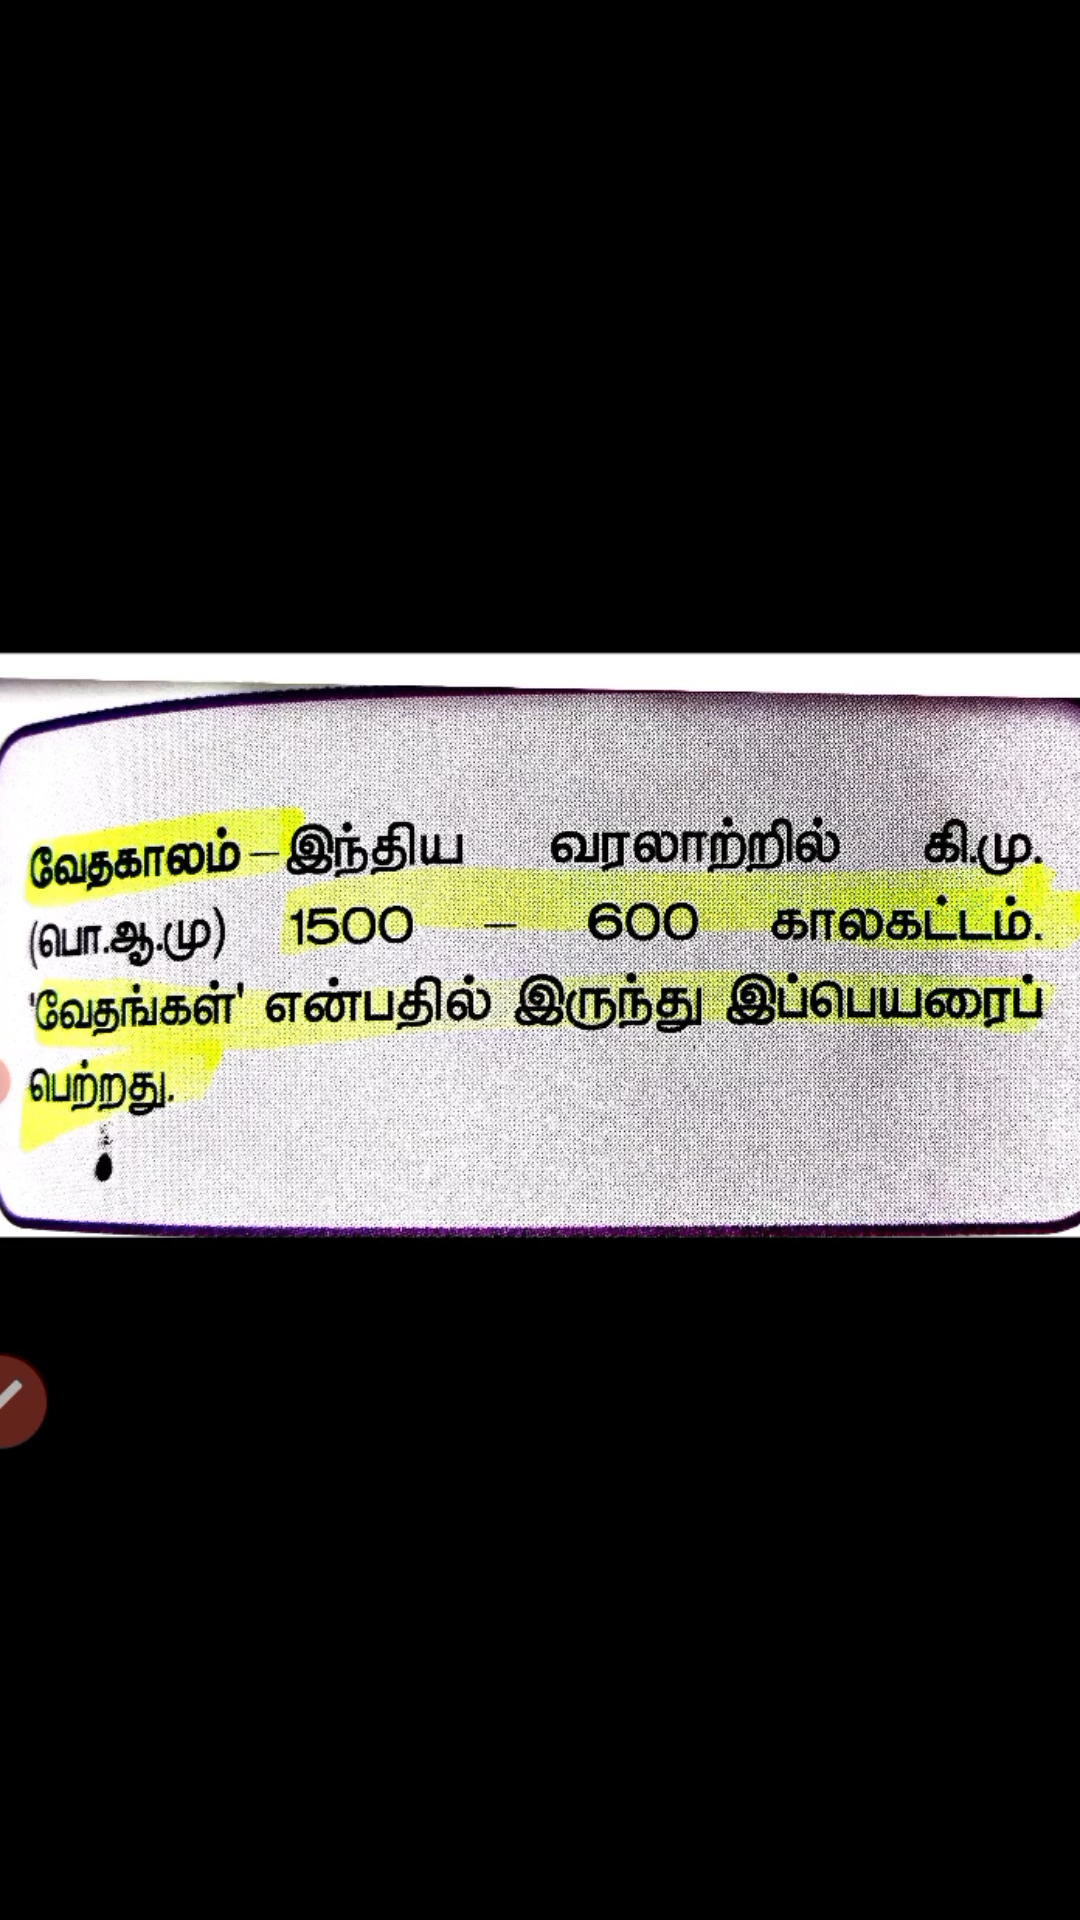 வேதகாலம் – இந்திய வரலாற்றில் கி.மு.
(பொ.ஆ.மு) 1500 – 600 காலகட்டம்.
'வேதங்கள்' என்பதில் இருந்து இப்பெயரைப்
பெற்றது.